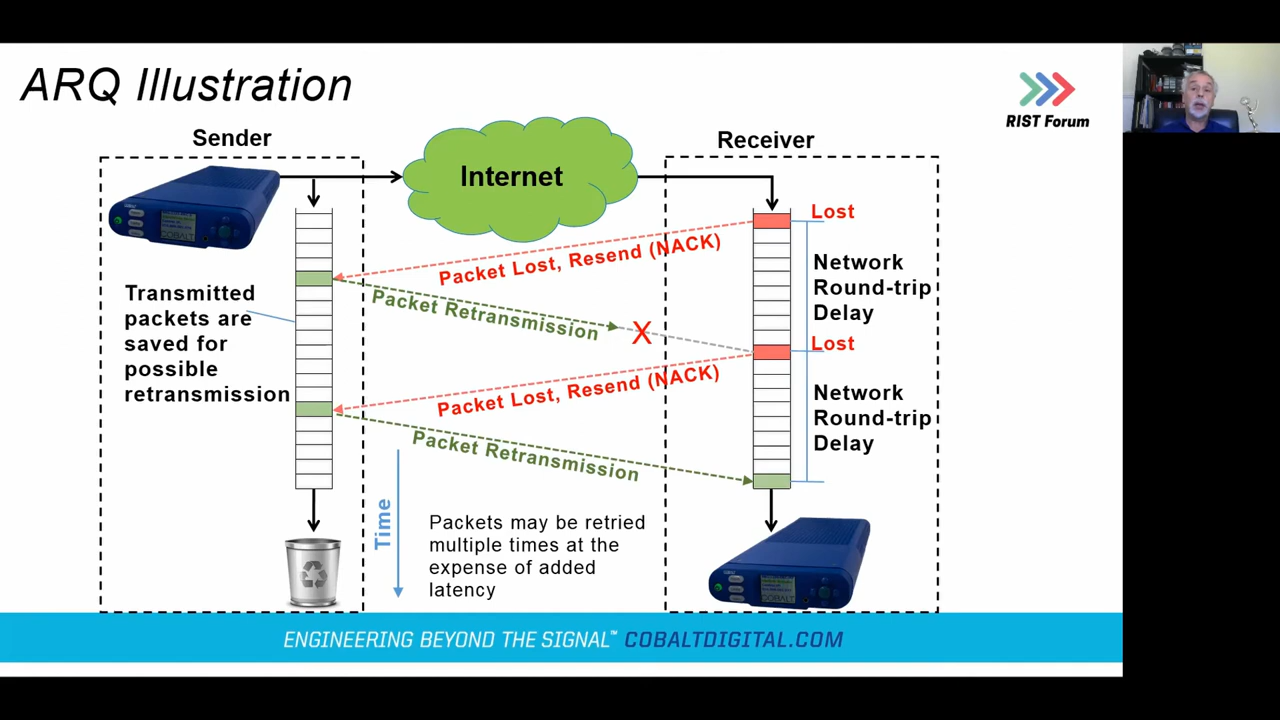 ARQ Illustration
RIST Forum
Sender
Internet
Receiver
Lost
Packet Lost, Resend (NACK)
Network
Round-trip
Delay
Transmitted
packets are
saved for
possible
retransmission
Packet Retransmission
X
Lost
Packet Lost, Resend (NACK)
Network
Round-trip
Delay
Packet Retransmission
Time
Packets may be retried
multiple times at the
expense of added
latency
COBALT
COBALT
ENGINEERING BEYOND THE SIGNAL™ COBALTDIGITAL.COM